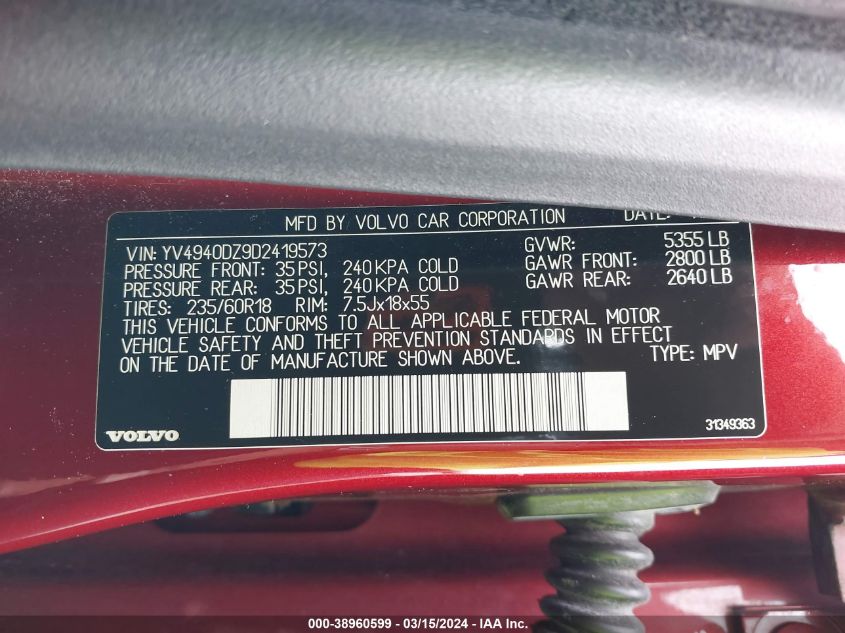 MFD BY VOLVO CAR CORPORATION DATE:
VIN: YV4940DZ9D2419573 GVWR: 5355 LB
PRESSURE FRONT: 35 PSI, 240 KPA COLD GAWR FRONT: 2800 LB
PRESSURE REAR: 35 PSI, 240 KPA COLD GAWR REAR: 2640 LB
TIRES: 235/60R18 RIM: 7.5Jx18x55
THIS VEHICLE CONFORMS TO ALL APPLICABLE FEDERAL MOTOR
VEHICLE SAFETY AND THEFT PREVENTION STANDARDS IN EFFECT
ON THE DATE OF MANUFACTURE SHOWN ABOVE. TYPE: MPV
VOLVO 31349363
000-38960599 - 03/15/2024 - IAA Inc.